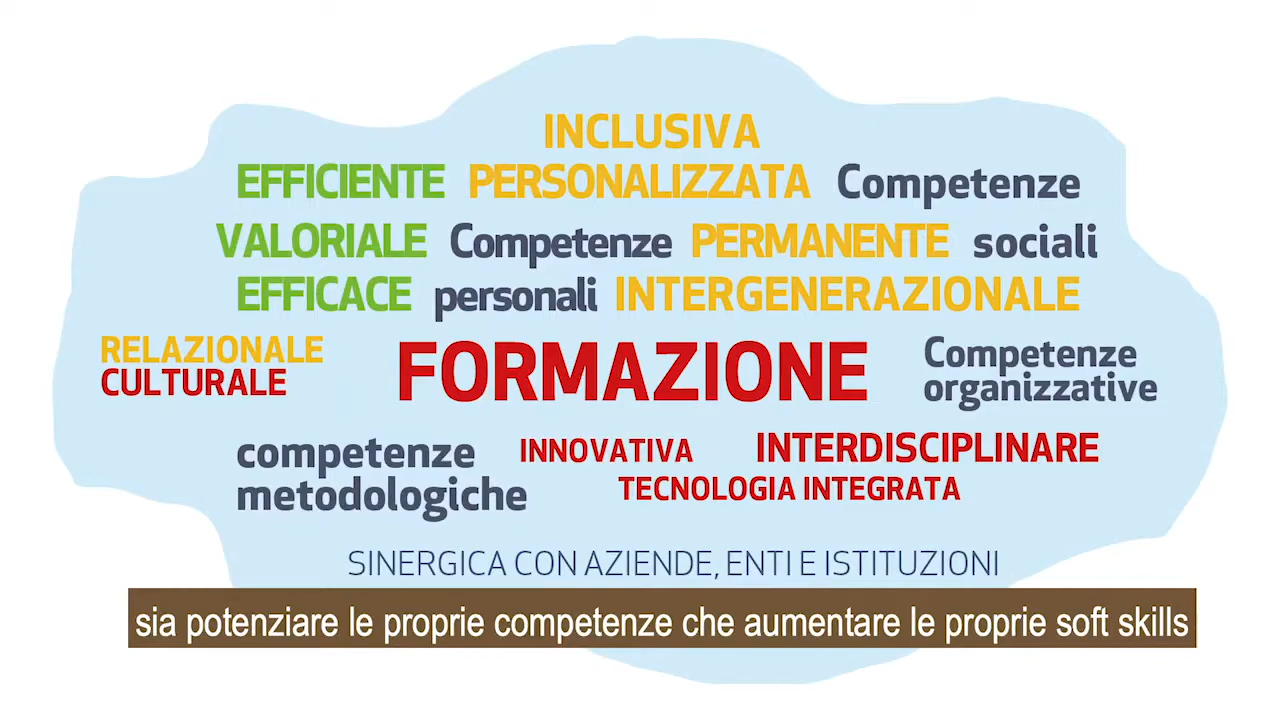 INCLUSIVA
EFFICIENTE PERSONALIZZATA Competenze
VALORIALE Competenze PERMANENTE sociali
EFFICACE personali INTERGENERAZIONALE
RELAZIONALE
CULTURALE
FORMAZIONE
Competenze
organizzative
competenze
metodologiche
INNOVATIVA
INTERDISCIPLINARE
TECNOLOGIA INTEGRATA
SINERGICA CON AZIENDE, ENTI E ISTITUZIONI
sia potenziare le proprie competenze che aumentare le proprie soft skills